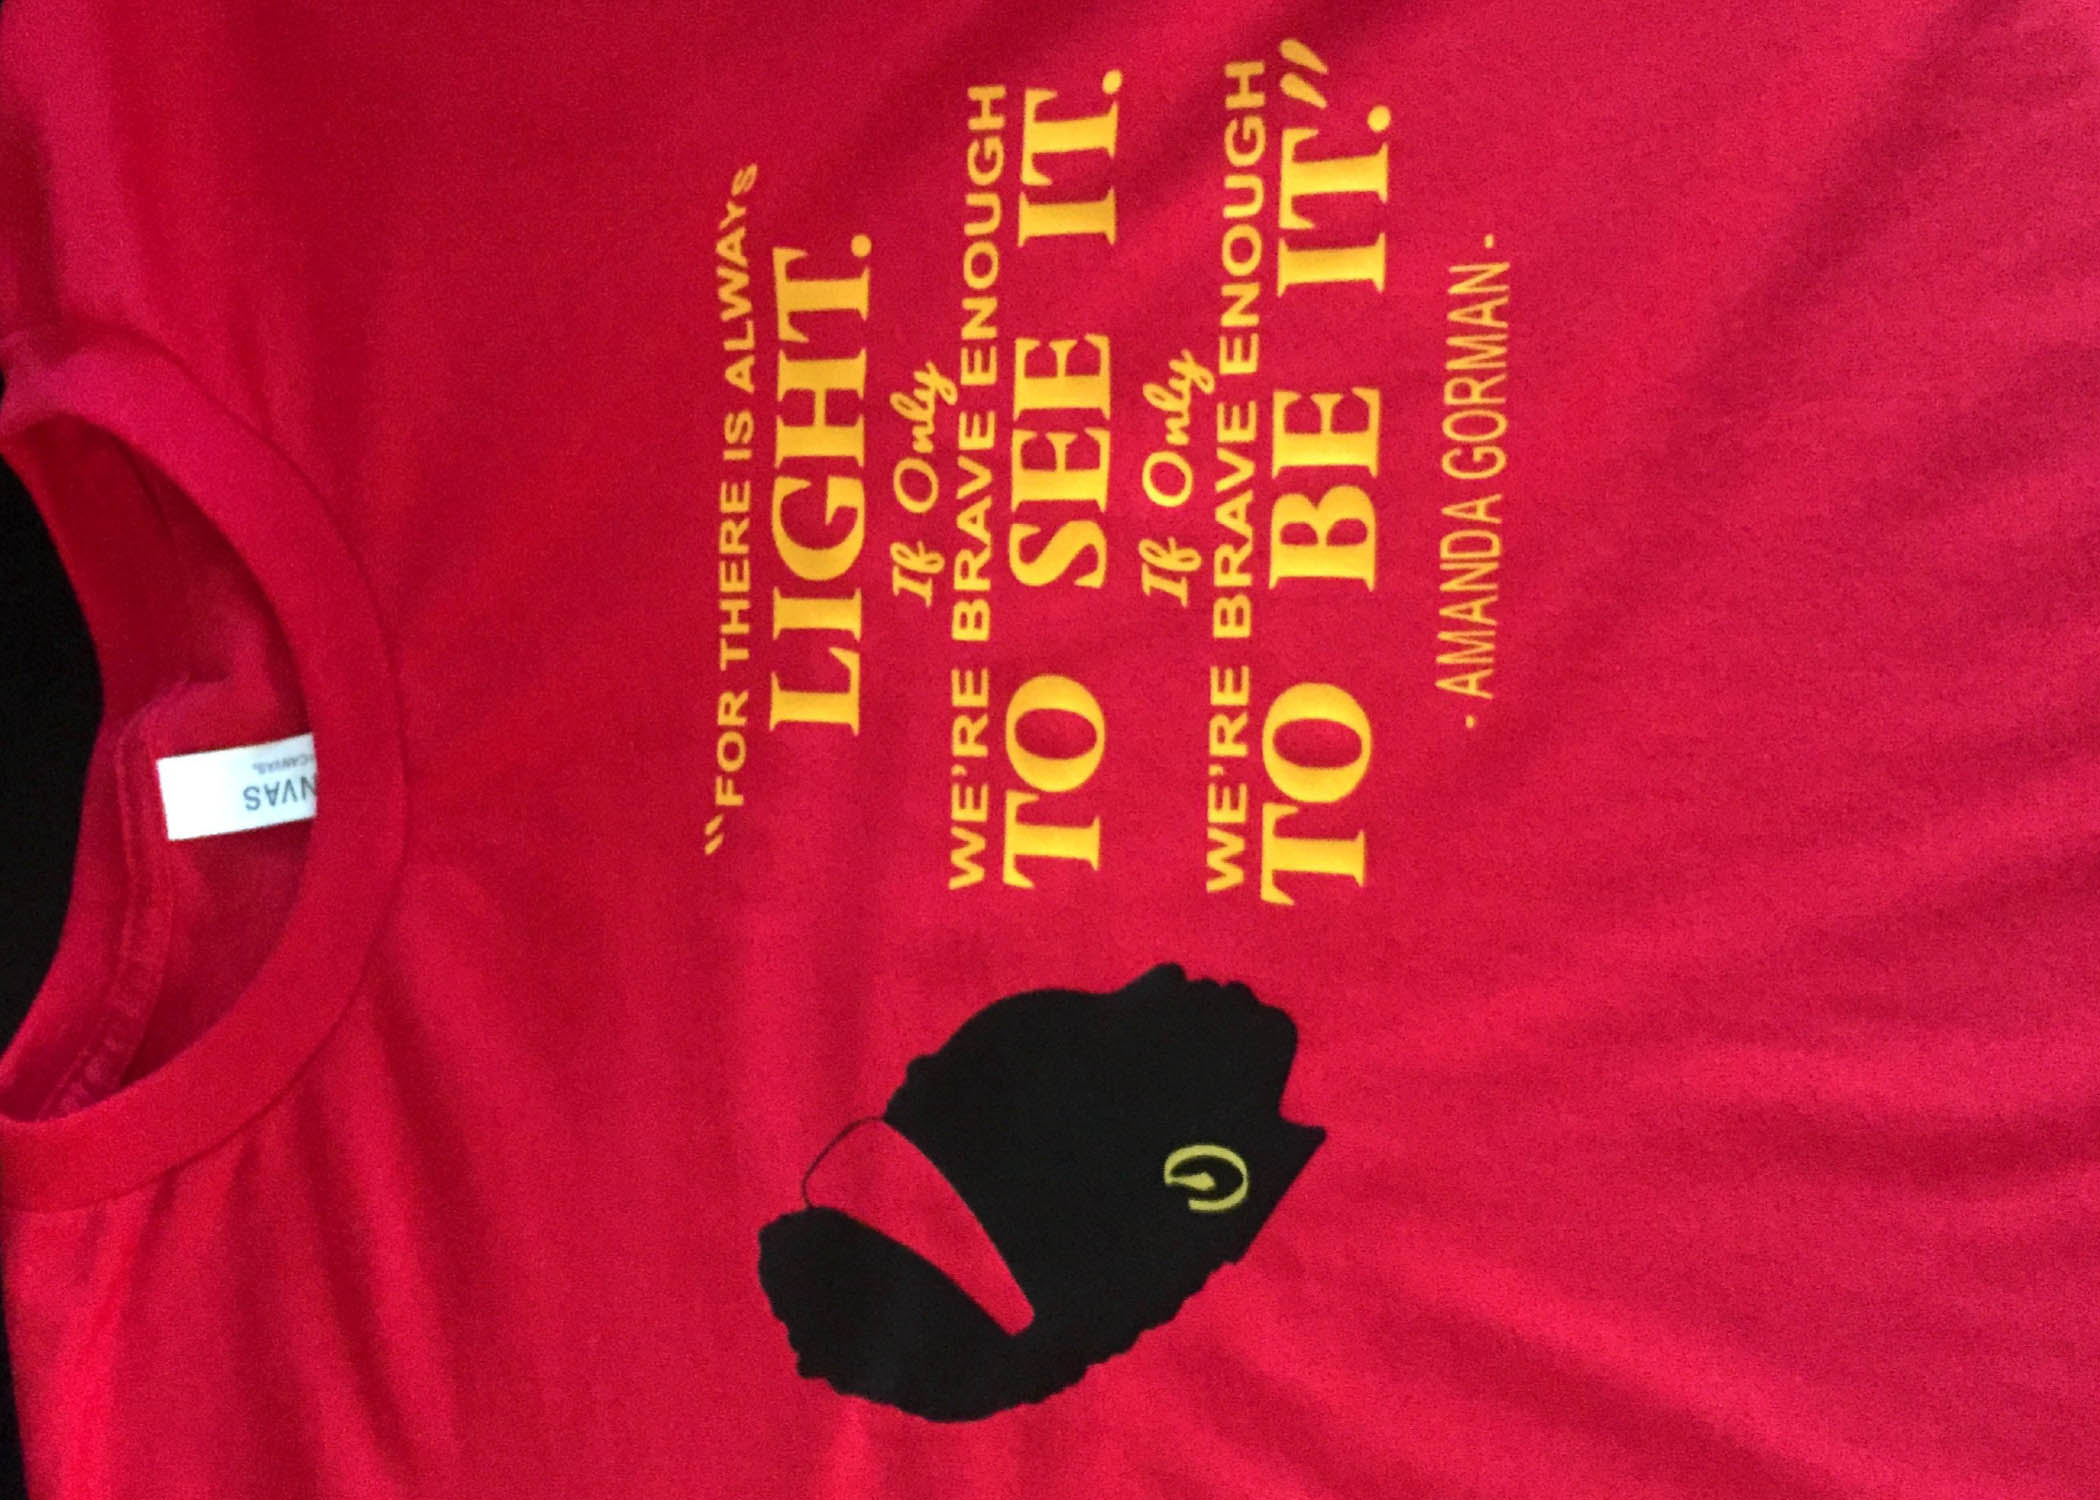 NVAS
CANVAS.
“FOR THERE IS ALWAYS
LIGHT.
If Only
WE'RE BRAVE ENOUGH
TO SEE IT.
If Only
WE'RE BRAVE ENOUGH
TO BE IT.”
- AMANDA GORMAN -